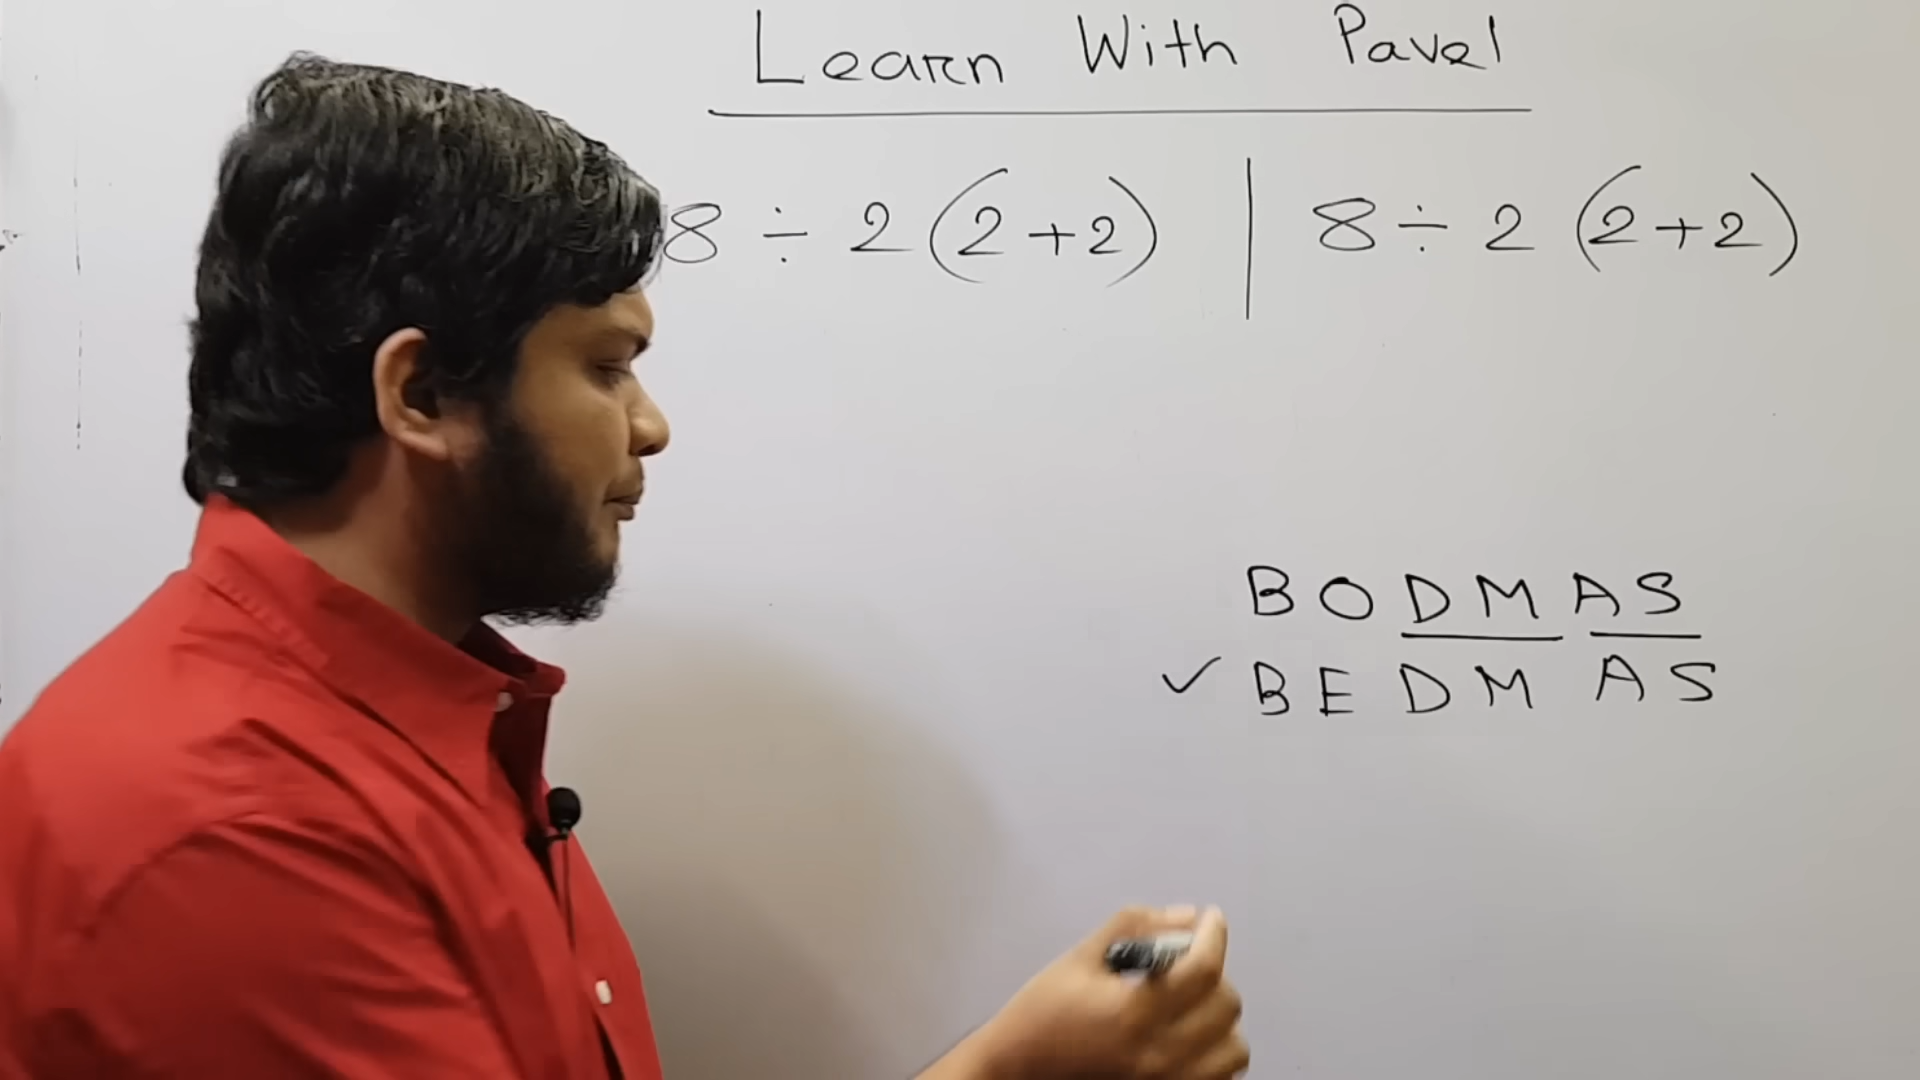 Learn With Pavel
8 ÷ 2 (2+2) | 8 ÷ 2 (2+2)
BODMAS
✓ BEDMAS